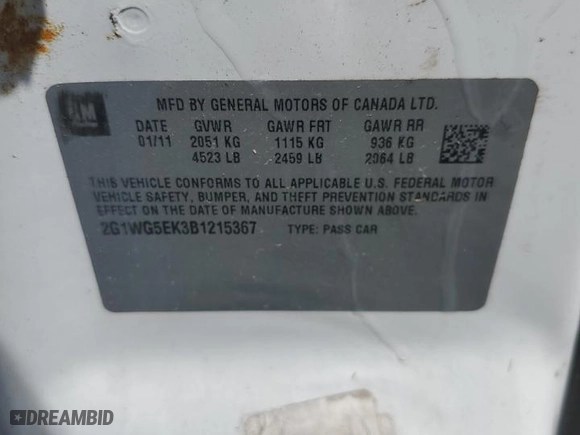 GM
MFD BY GENERAL MOTORS OF CANADA LTD.
DATE GVWR GAWR FRT GAWR RR
01/11 2051 KG 1115 KG 936 KG
4523 LB 2459 LB 2064 LB
THIS VEHICLE CONFORMS TO ALL APPLICABLE U.S. FEDERAL MOTOR
VEHICLE SAFETY, BUMPER, AND THEFT PREVENTION STANDARDS IN
EFFECT ON THE DATE OF MANUFACTURE SHOWN ABOVE.
2G1WG5EK3B1215367 TYPE: PASS CAR
DREAMBID